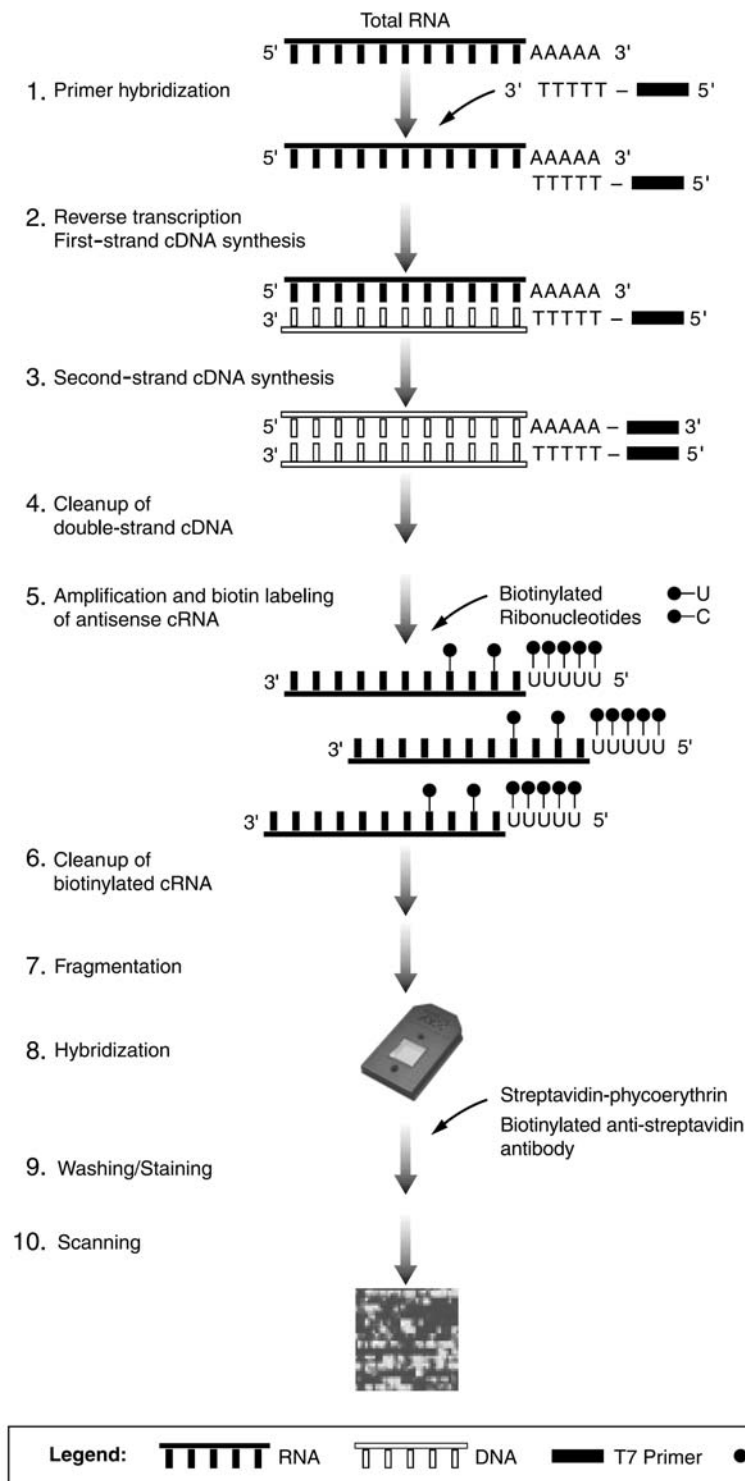 Total RNA
5' AAAAA 3'
1. Primer hybridization
3' TTTTT – 5'
5' AAAAA 3'
TTTTT – 5'
2. Reverse transcription
First-strand cDNA synthesis
5' AAAAA 3'
3' TTTTT – 5'
3. Second-strand cDNA synthesis
5' AAAAA – 3'
3' TTTTT – 5'
4. Cleanup of
double-strand cDNA
5. Amplification and biotin labeling
of antisense cRNA
Biotinylated
Ribonucleotides
U
C
3' UUUUU 5'
3' UUUUU 5'
3' UUUUU 5'
6. Cleanup of
biotinylated cRNA
7. Fragmentation
8. Hybridization
Streptavidin-phycoerythrin
Biotinylated anti-streptavidin
antibody
9. Washing/Staining
10. Scanning
Legend: RNA DNA T7 Primer